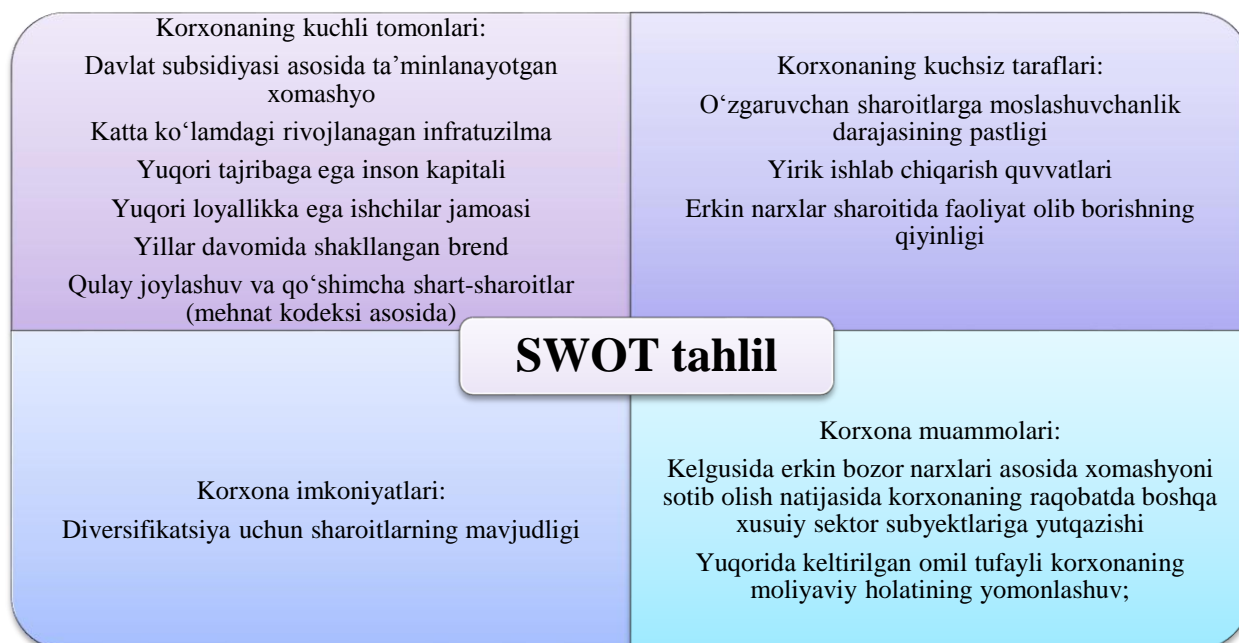 Korxonaning kuchli tomonlari:
Davlat subsidiyasi asosida ta’minlanayotgan
xomashyo
Katta ko‘lamdagi rivojlanagan infratuzilma
Yuqori tajribaga ega inson kapitali
Yuqori loyallikka ega ishchilar jamoasi
Yillar davomida shakllangan brend
Qulay joylashuv va qo‘shimcha shart-sharoitlar
(mehnat kodeksi asosida)
Korxonaning kuchsiz taraflari:
O‘zgaruvchan sharoitlarga moslashuvchanlik
darajasining pastligi
Yirik ishlab chiqarish quvvatlari
Erkin narxlar sharoitida faoliyat olib borishning
qiyinligi
SWOT tahlil
Korxona imkoniyatlari:
Diversifikatsiya uchun sharoitlarning mavjudligi
Korxona muammolari:
Kelgusida erkin bozor narxlari asosida xomashyoni
sotib olish natijasida korxonaning raqobatda boshqa
xusuiy sektor subyektlariga yutqazishi
Yuqorida keltirilgan omil tufayli korxonaning
moliyaviy holatining yomonlashuv;